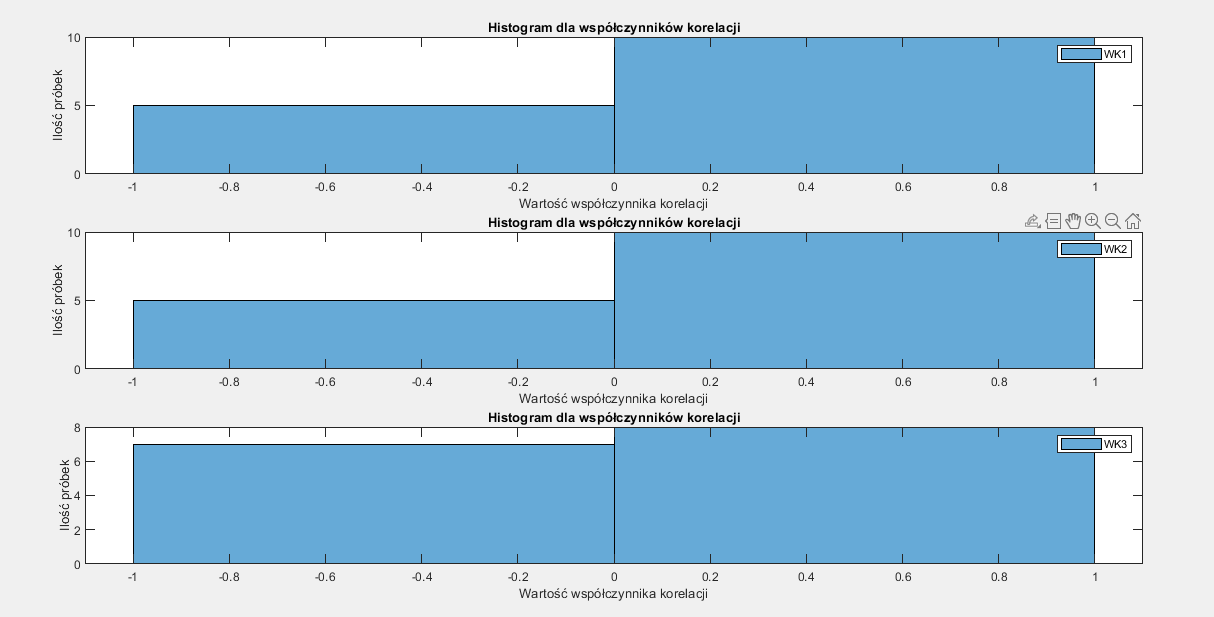 Histogram dla współczynników korelacji
10
5
0
Ilość próbek
WK1
-1 -0.8 -0.6 -0.4 -0.2 0 0.2 0.4 0.6 0.8 1
Wartość współczynnika korelacji
Histogram dla współczynników korelacji
10
5
0
Ilość próbek
WK2
-1 -0.8 -0.6 -0.4 -0.2 0 0.2 0.4 0.6 0.8 1
Wartość współczynnika korelacji
Histogram dla współczynników korelacji
8
6
4
2
0
Ilość próbek
WK3
-1 -0.8 -0.6 -0.4 -0.2 0 0.2 0.4 0.6 0.8 1
Wartość współczynnika korelacji